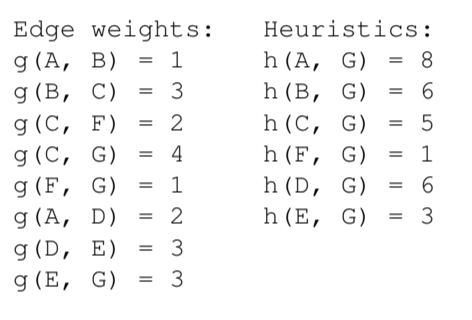 Edge weights:
g(A, B) = 1
g(B, C) = 3
g(C, F) = 2
g(C, G) = 4
g(F, G) = 1
g(A, D) = 2
g(D, E) = 3
g(E, G) = 3
Heuristics:
h(A, G) = 8
h(B, G) = 6
h(C, G) = 5
h(F, G) = 1
h(D, G) = 6
h(E, G) = 3